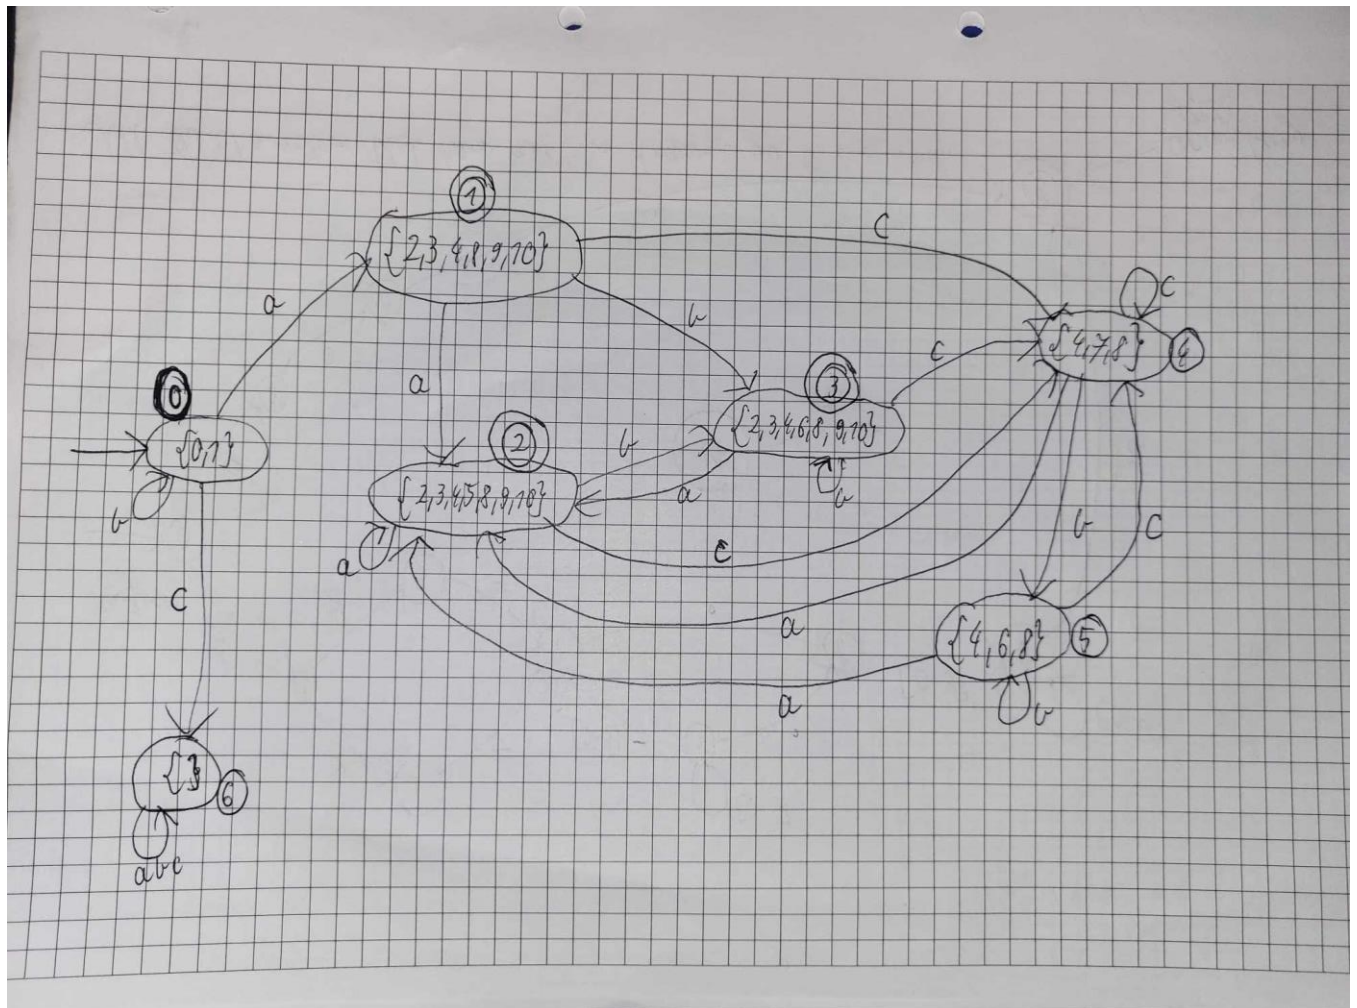 1
{2,3,4,8,9,10}
c
a
b
c
{4,7,8}
4
c
a
3
{2,3,4,6,8,9,10}
0
{0,1}
2
{2,3,4,5,8,9,10}
b
a
b
b
a
c
b
c
c
a
{4,6,8}
5
a
b
{}
6
abc